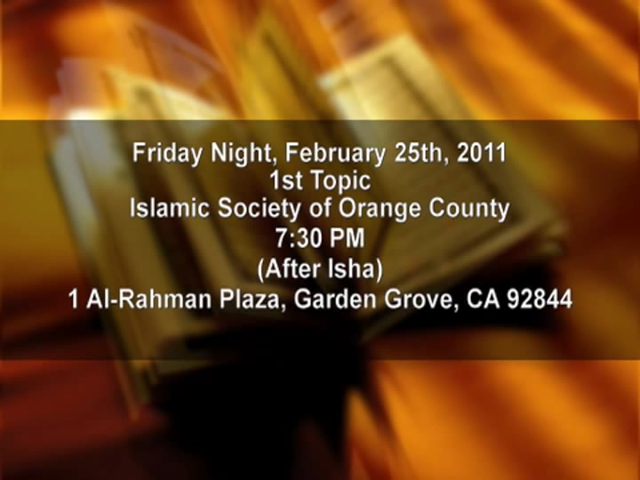 Friday Night, February 25th, 2011
1st Topic
Islamic Society of Orange County
7:30 PM
(After Isha)
1 Al-Rahman Plaza, Garden Grove, CA 92844